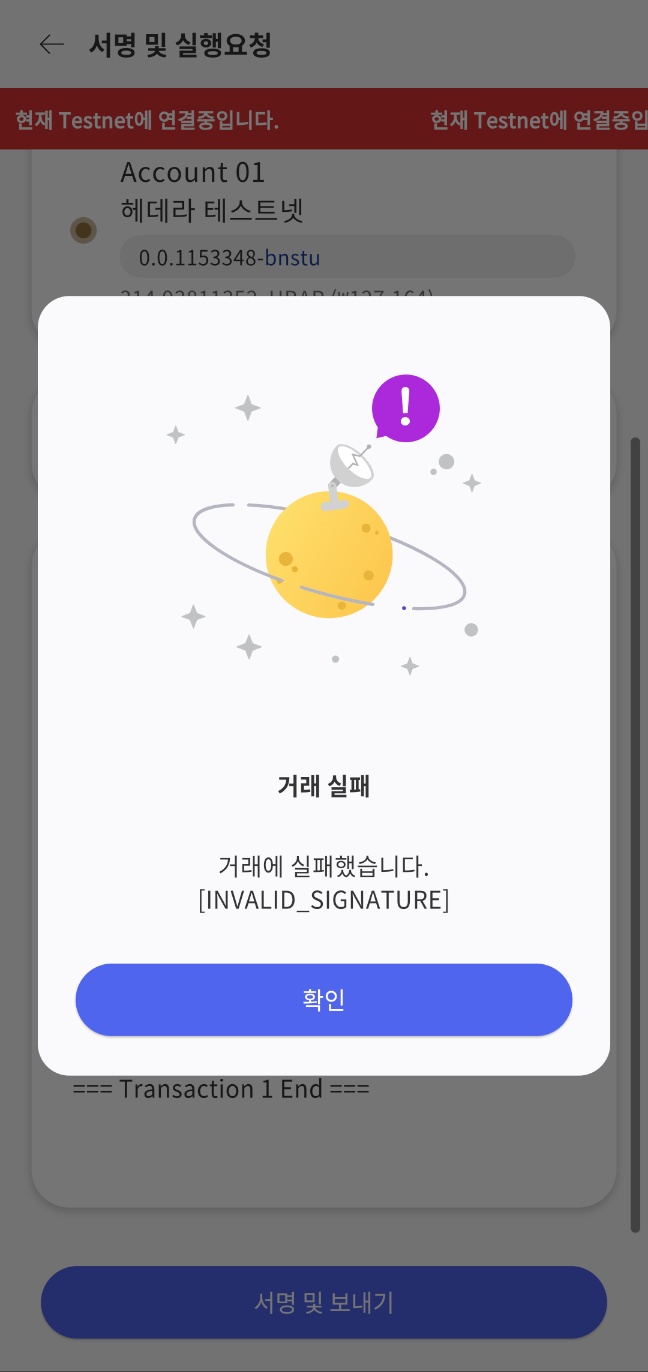 서명 및 실행요청
현재 Testnet에 연결중입니다. 현재 Testnet에 연결중입
Account 01
헤데라 테스트넷
0.0.1153348-bnstu
거래 실패
거래에 실패했습니다.
[INVALID_SIGNATURE]
확인
=== Transaction 1 End ===
서명 및 보내기